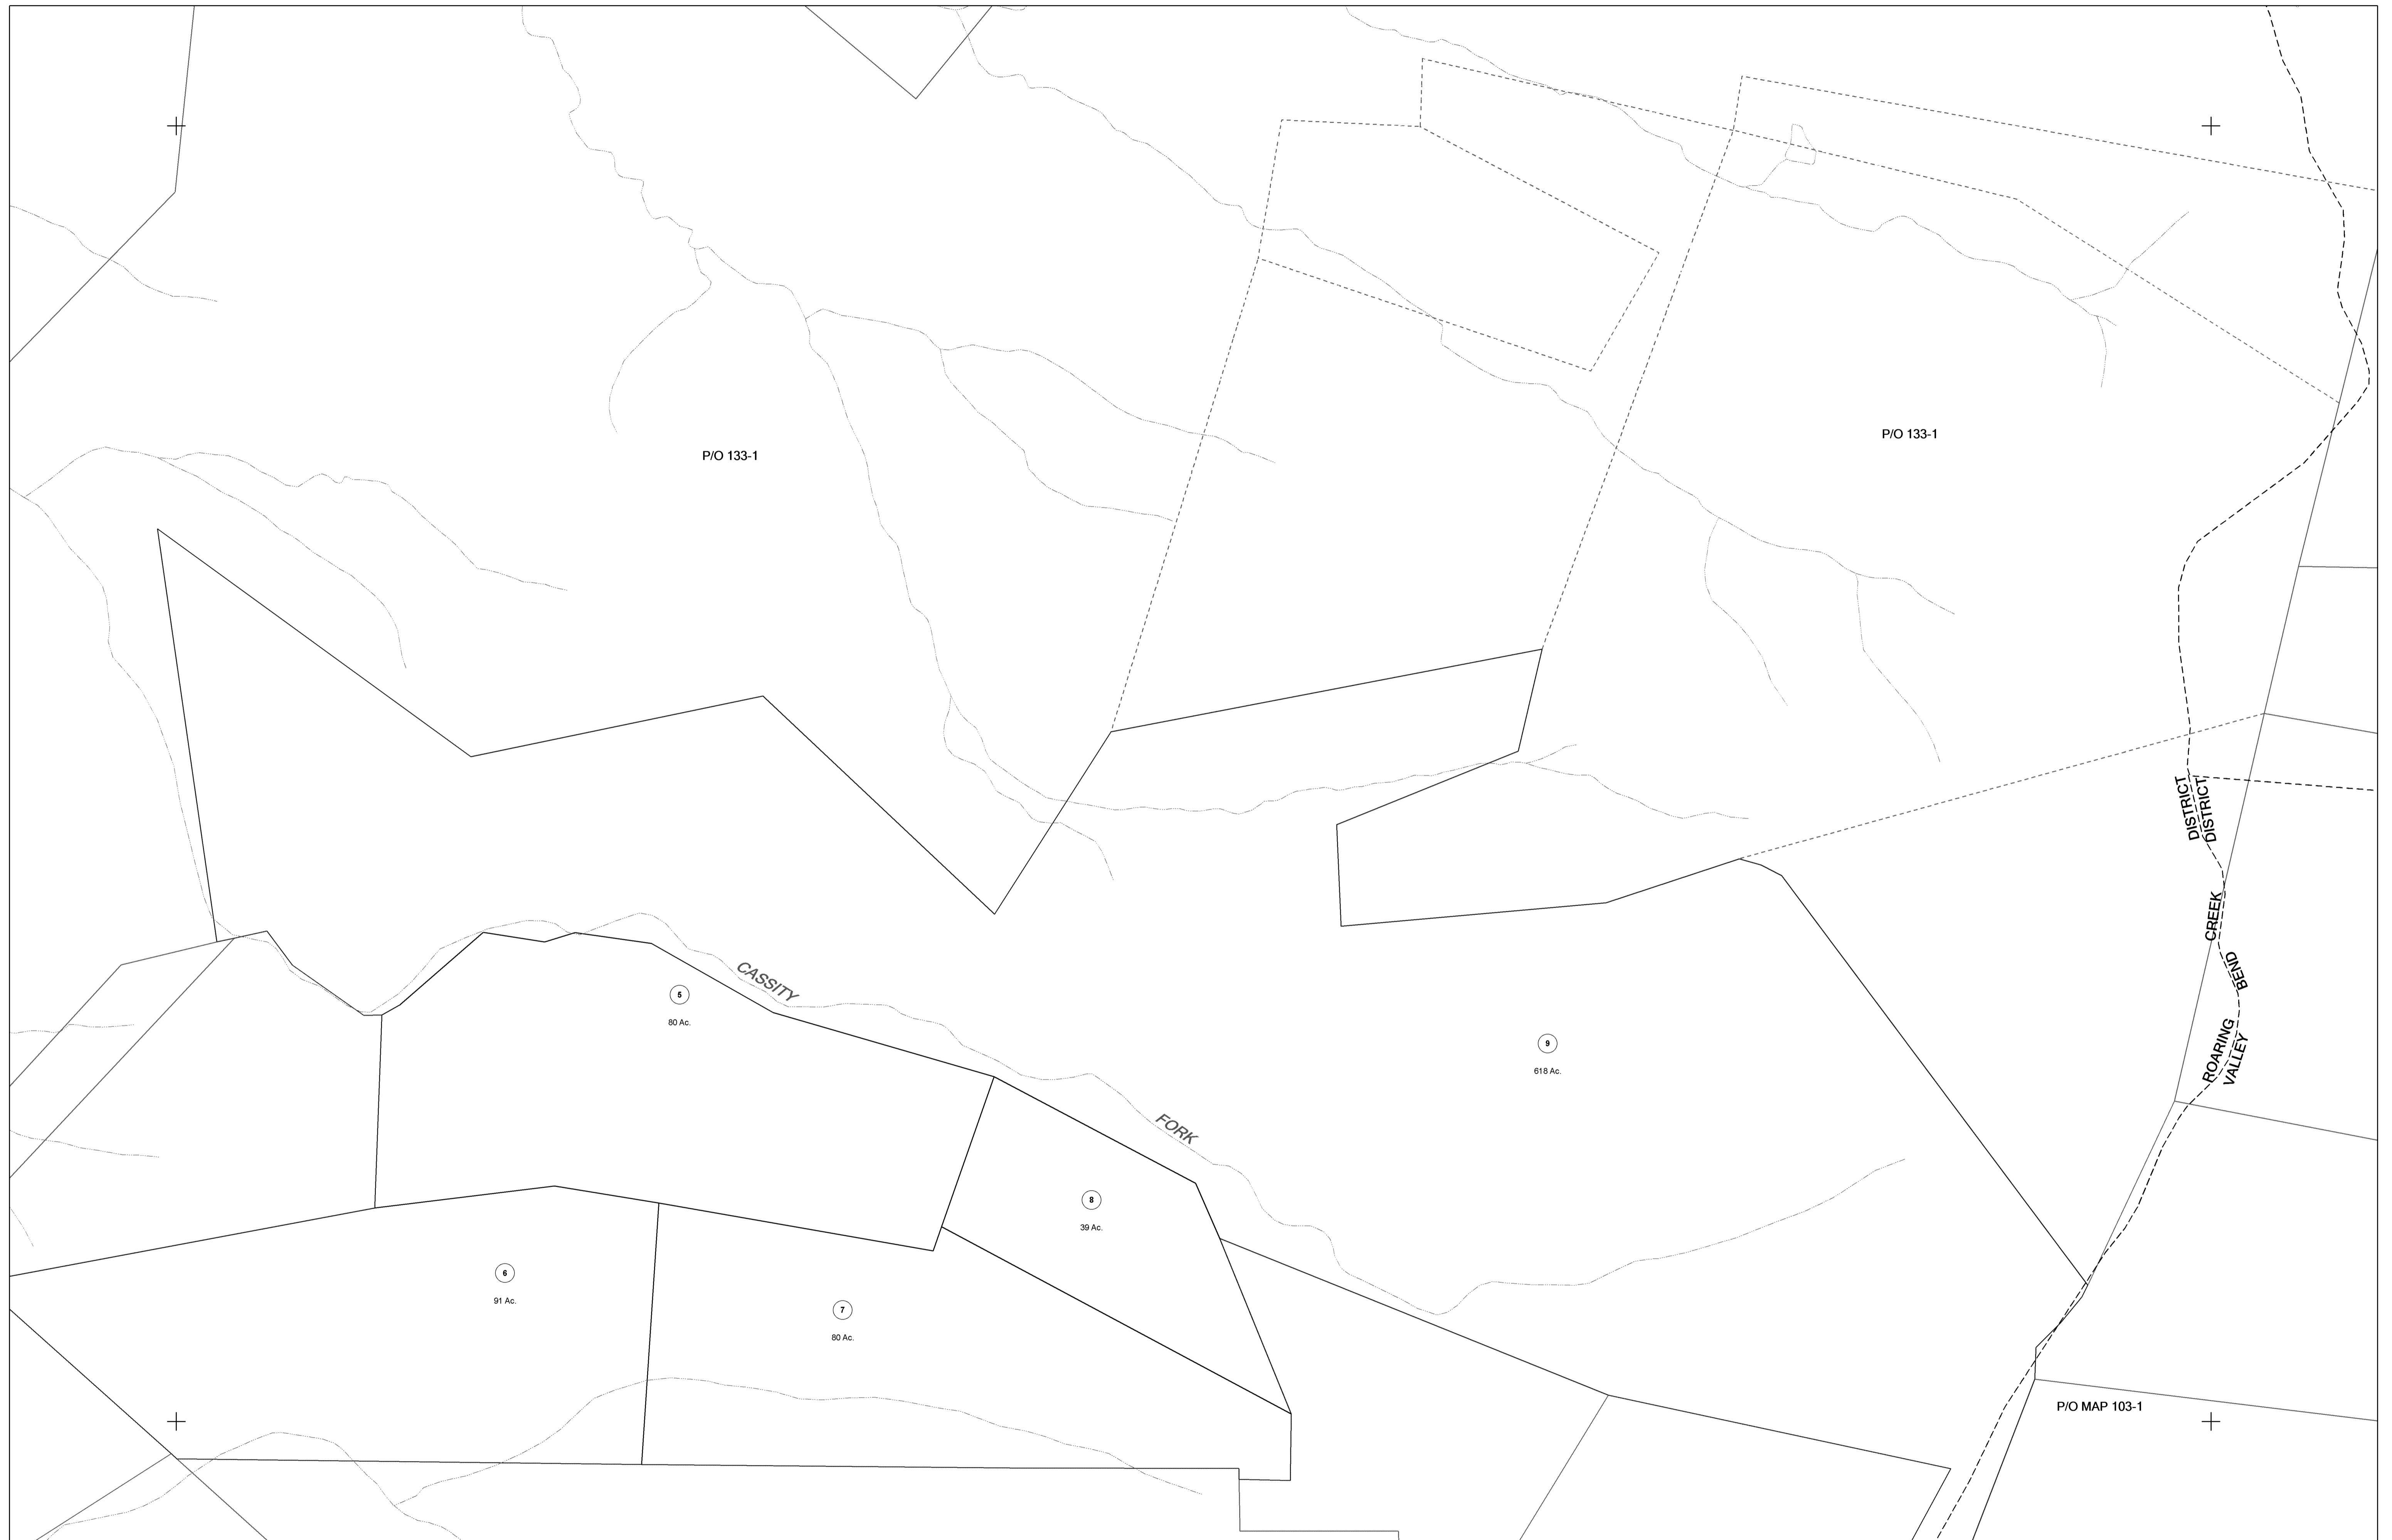 P/O 133-1
P/O 133-1
DISTRICT
DISTRICT
CREEK
BEND
ROARING
VALLEY
CASSITY
FORK
5
80 Ac.
9
618 Ac.
8
39 Ac.
6
91 Ac.
7
80 Ac.
P/O MAP 103-1